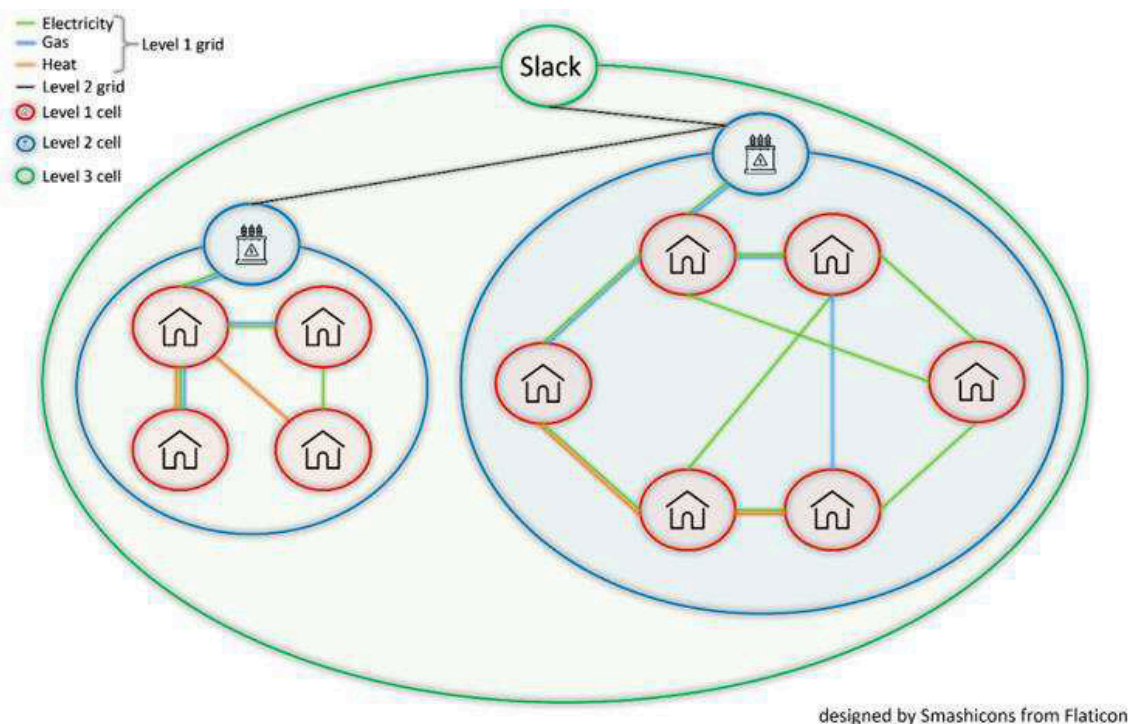 Electricity
Gas
Heat
Level 1 grid
Level 2 grid
Level 1 cell
Level 2 cell
Level 3 cell
Slack
designed by Smashicons from Flaticon